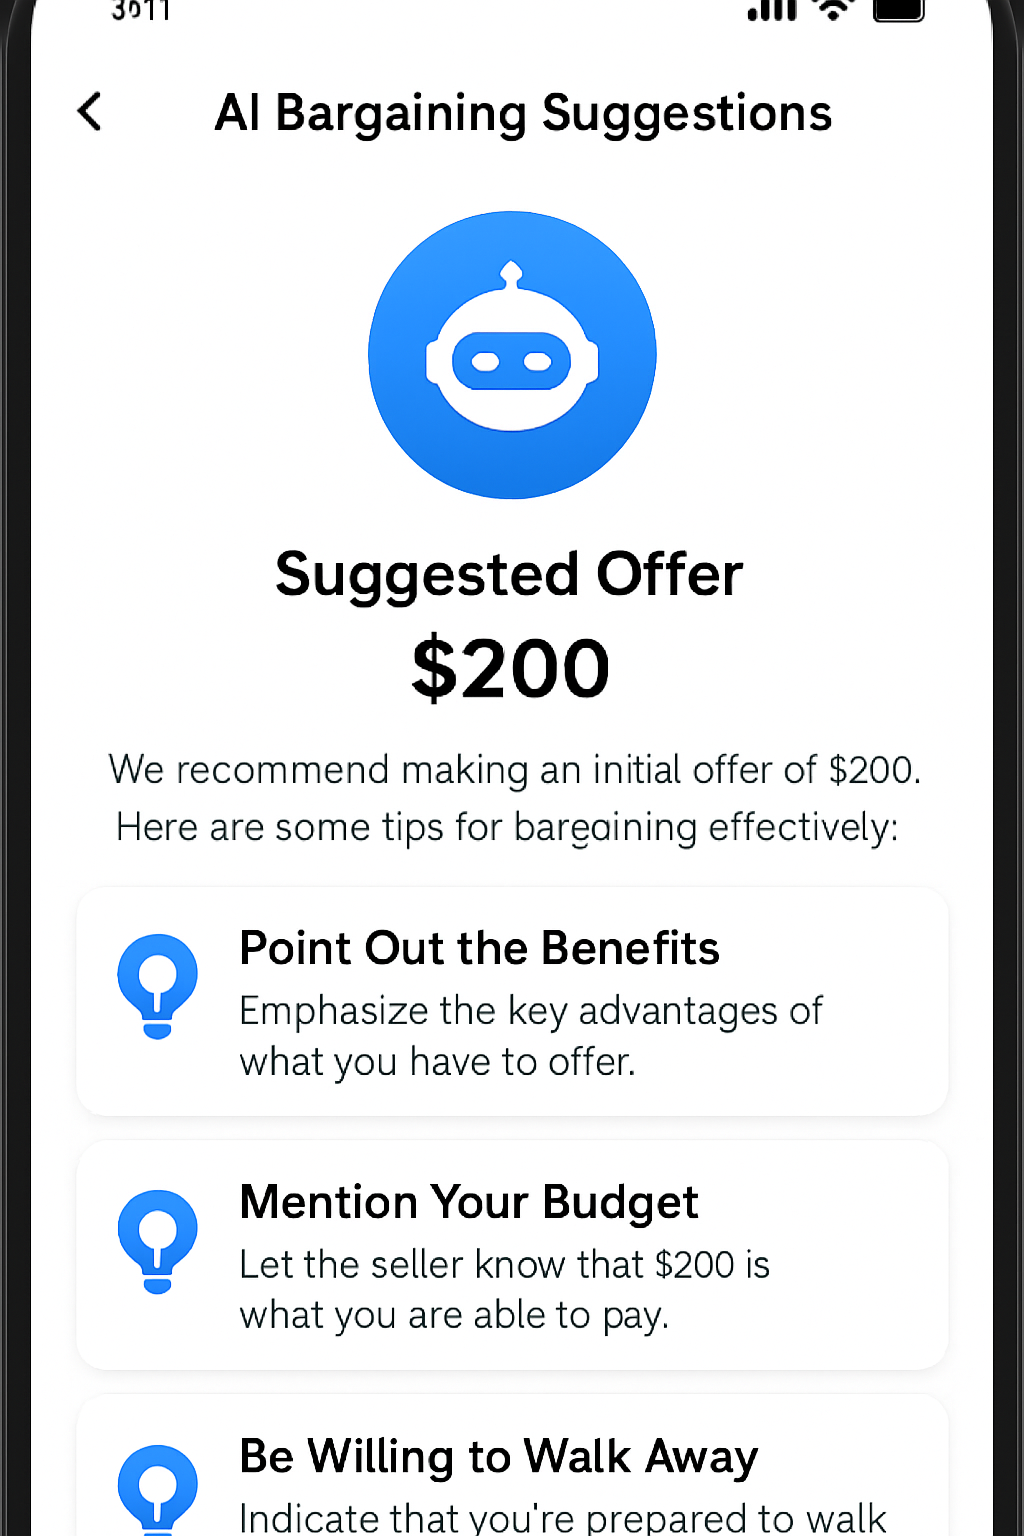 AI Bargaining Suggestions
Suggested Offer
$200
We recommend making an initial offer of $200.
Here are some tips for bareaining effectively:
Point Out the Benefits
Emphasize the key advantages of
what you have to offer.
Mention Your Budget
Let the seller know that $200 is
what you are able to pay.
Be Willing to Walk Away
Indicate that you're prepared to walk